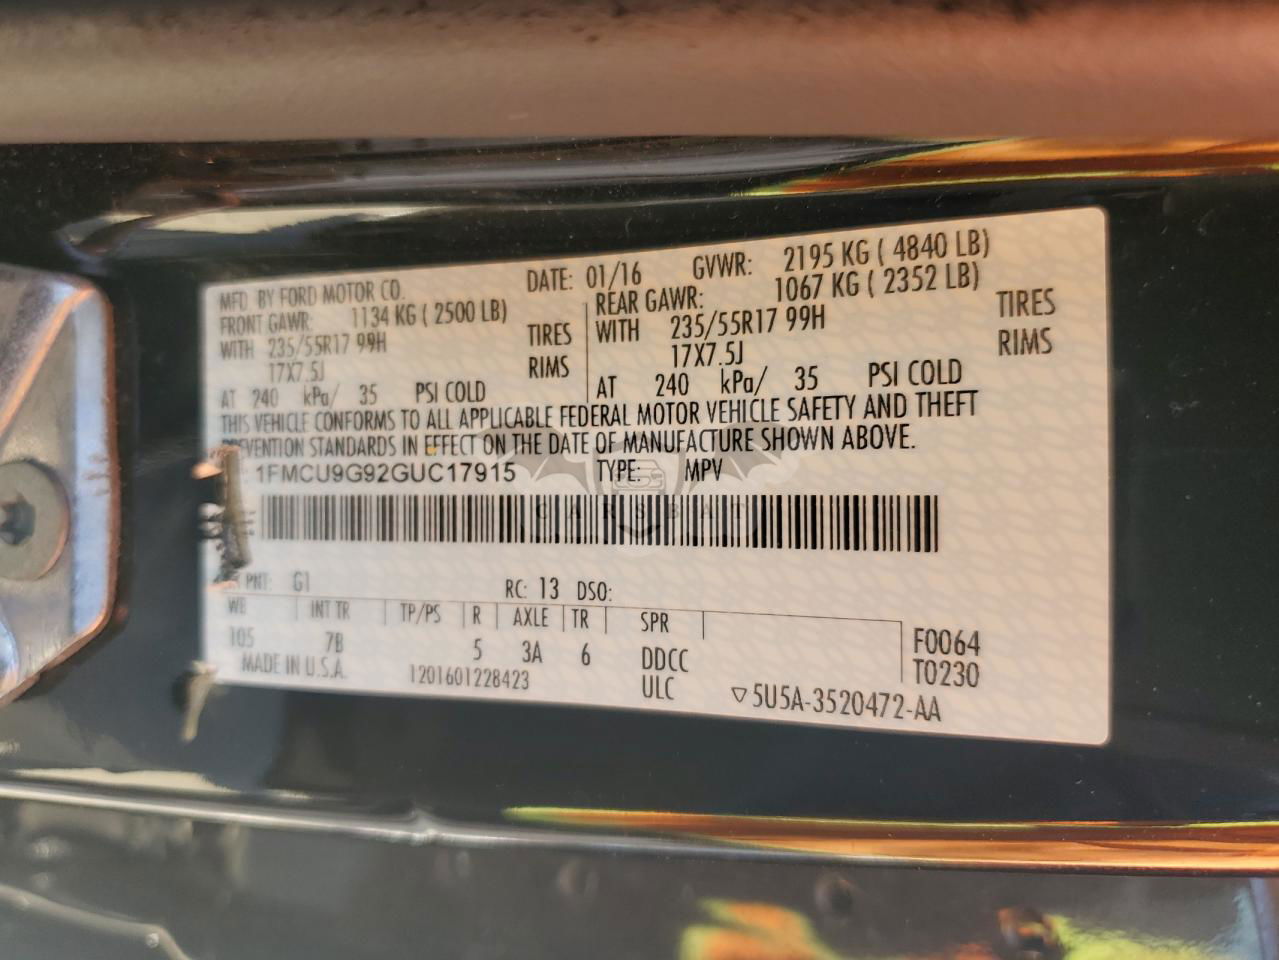 MFD BY FORD MOTOR CO. DATE: 01/16 GVWR: 2195 KG ( 4840 LB)
FRONT GAWR: 1134 KG ( 2500 LB) REAR GAWR: 1067 KG ( 2352 LB)
WITH 235/55R17 99H TIRES WITH 235/55R17 99H TIRES
17X7.5J RIMS 17X7.5J RIMS
AT 240 kPa/ 35 PSI COLD AT 240 kPa/ 35 PSI COLD
THIS VEHICLE CONFORMS TO ALL APPLICABLE FEDERAL MOTOR VEHICLE SAFETY AND THEFT
PREVENTION STANDARDS IN EFFECT ON THE DATE OF MANUFACTURE SHOWN ABOVE.
1FMCU9G92GUC17915 TYPE: MPV
CARSBAT
PNT: G1 RC: 13 DSO:
WB INT TR TP/PS R AXLE TR SPR
105 7B 5 3A 6 DDCC
F0064
T0230
MADE IN U.S.A. 1201601228423 ULC ▽5U5A-3520472-AA